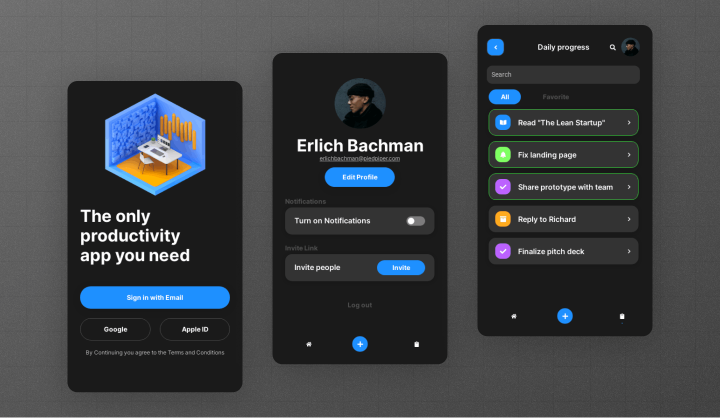 The only
productivity
app you need
Sign in with Email
Google
Apple ID
By Continuing you agree to the Terms and Conditions
Erlich Bachman
erlichbachman@piedpiper.com
Edit Profile
Notifications
Turn on Notifications
Invite Link
Invite people
Invite
Log out
Daily progress
Search
All
Favorite
Read "The Lean Startup"
Fix landing page
Share prototype with team
Reply to Richard
Finalize pitch deck